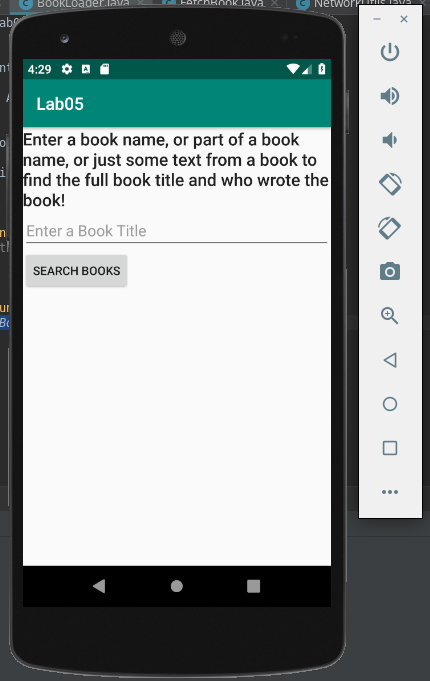 BookLoader.java
FetchBook.java
NetworkUtils.java
4:29
Lab05
Enter a book name, or part of a book
name, or just some text from a book to
find the full book title and who wrote the
book!
Enter a Book Title
SEARCH BOOKS